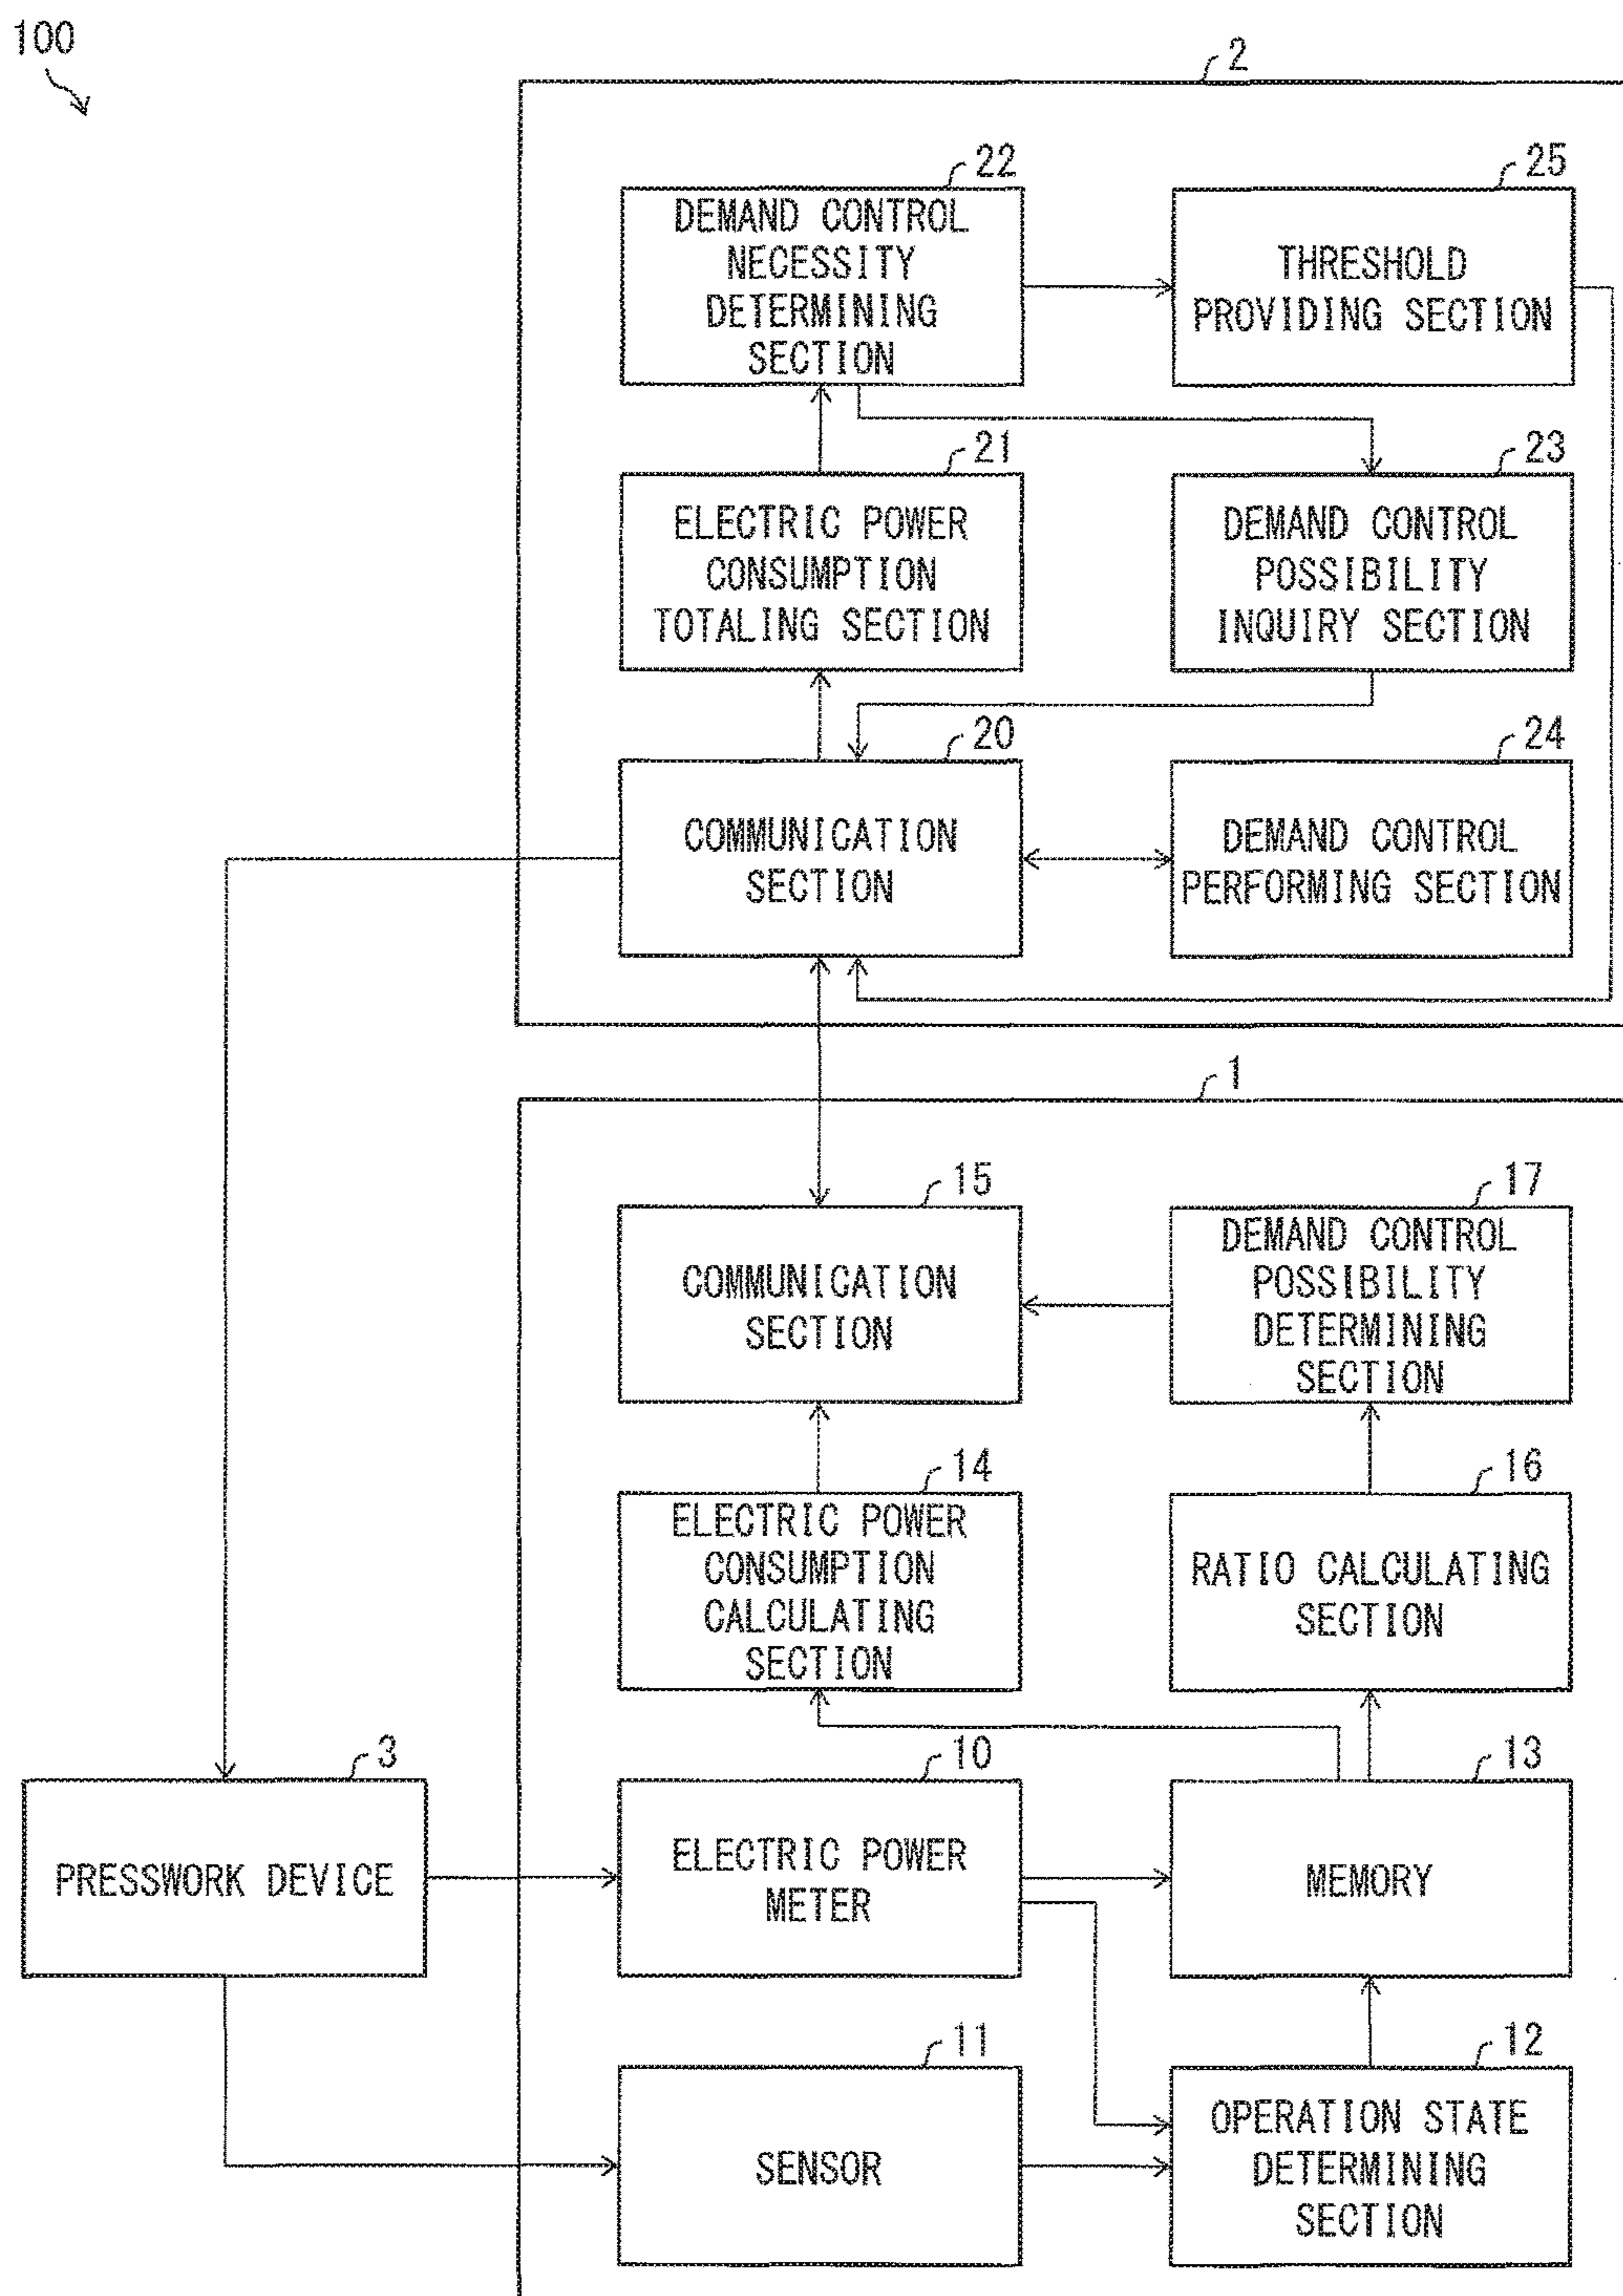 100
2
22
DEMAND CONTROL
NECESSITY
DETERMINING
SECTION
25
THRESHOLD
PROVIDING SECTION
21
ELECTRIC POWER
CONSUMPTION
TOTALING SECTION
23
DEMAND CONTROL
POSSIBILITY
INQUIRY SECTION
20
COMMUNICATION
SECTION
24
DEMAND CONTROL
PERFORMING SECTION
1
15
COMMUNICATION
SECTION
17
DEMAND CONTROL
POSSIBILITY
DETERMINING
SECTION
14
ELECTRIC POWER
CONSUMPTION
CALCULATING
SECTION
16
RATIO CALCULATING
SECTION
3
PRESSWORK DEVICE
10
ELECTRIC POWER
METER
13
MEMORY
11
SENSOR
12
OPERATION STATE
DETERMINING
SECTION